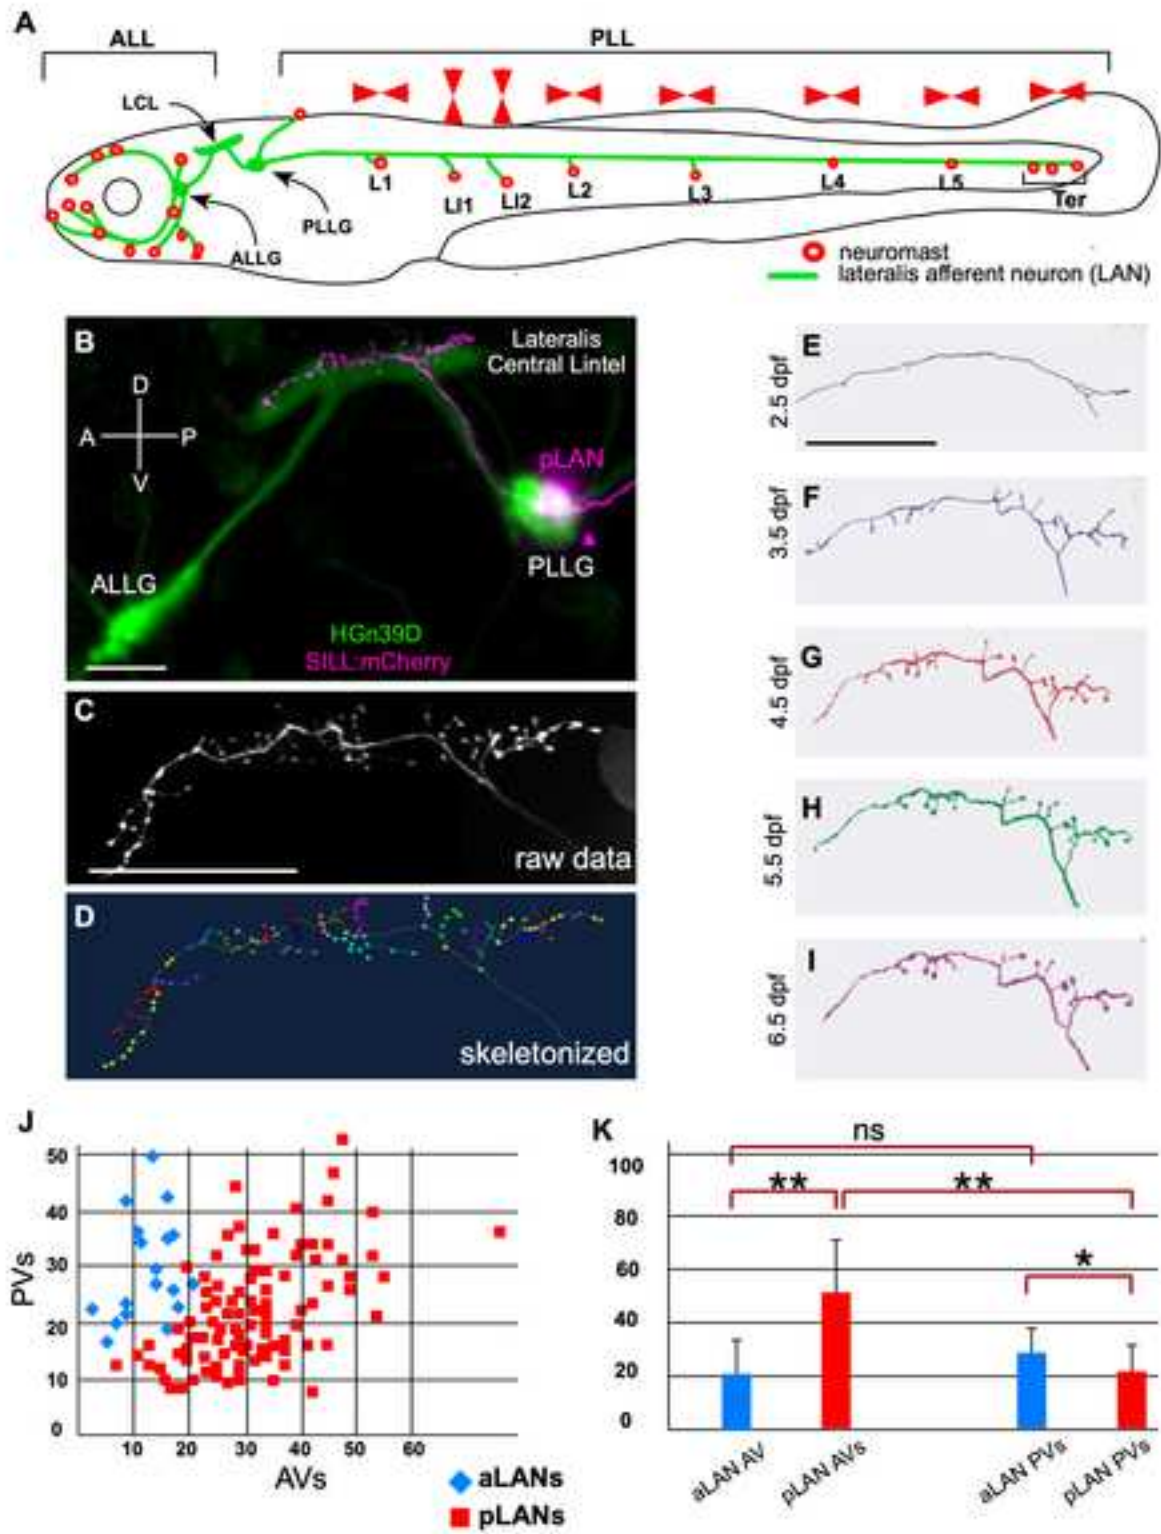 A
ALL
PLL
LCL
L1
LI1
LI2
L2
L3
L4
L5
Ter
PLLG
ALLG
neuromast
lateralis afferent neuron (LAN)
B
Lateralis
Central Lintel
D
A
P
V
pLAN
PLLG
ALLG
HGn39D
SILL:mCherry
C
raw data
D
skeletonized
E
2.5 dpf
F
3.5 dpf
G
4.5 dpf
H
5.5 dpf
I
6.5 dpf
J
50
40
30
20
10
0
PVs
10 20 30 40 50 60
AVs
aLANs
pLANs
K
ns
** **
*
100
80
60
40
20
0
aLAN AV
pLAN AVs
aLAN PVs
pLAN PVs